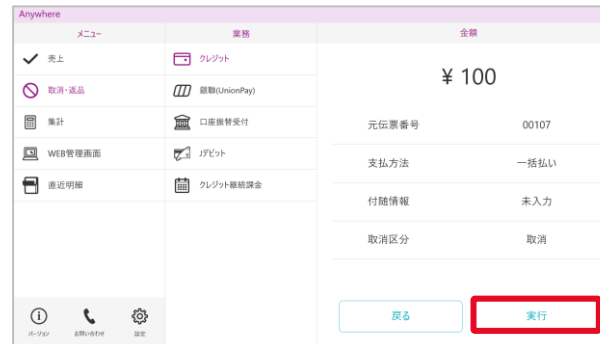 Anywhere
メニュー
業務
金額
売上
取消・返品
集計
WEB管理画面
直近明細
クレジット
銀聯(UnionPay)
口座振替受付
Jデビット
クレジット継続課金
¥ 100
元伝票番号 00107
支払方法 一括払い
付随情報 未入力
取消区分 取消
バージョン
お問い合わせ
設定
戻る
実行